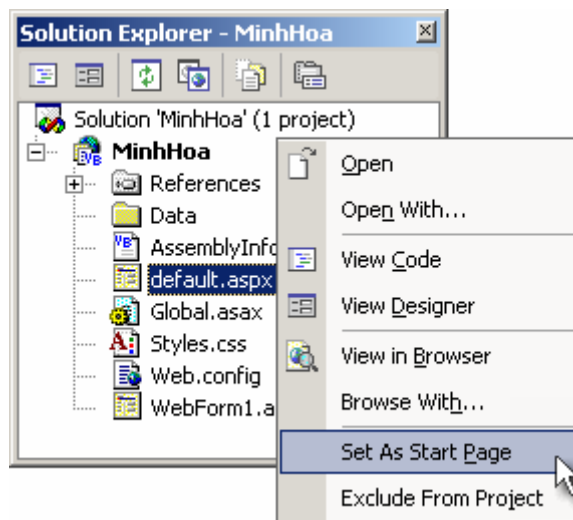 Solution Explorer - MinhHoa
Solution 'MinhHoa' (1 project)
MinhHoa
References
Data
AssemblyInfo
default.aspx
Global.asax
Styles.css
Web.config
WebForm1.a
Open
Open With...
View Code
View Designer
View in Browser
Browse With...
Set As Start Page
Exclude From Project